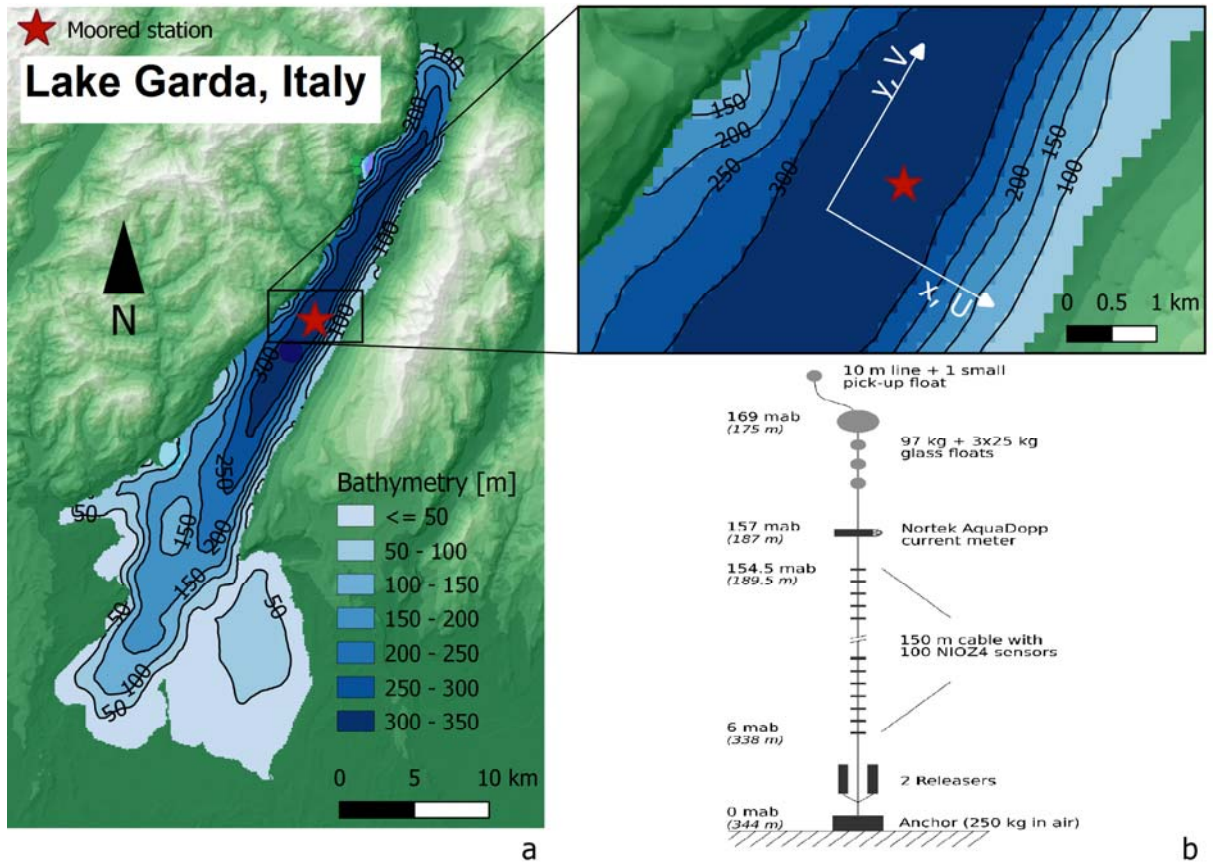 Moored station
Lake Garda, Italy
N
100
200
100
100
300
250
50
150
200
150
50
50
100
50
Bathymetry [m]
<= 50
50 - 100
100 - 150
150 - 200
200 - 250
250 - 300
300 - 350
0 5 10 km
a
150
200
250
300
y, V
x, U
200
150
100
0 0.5 1 km
10 m line + 1 small
pick-up float
169 mab
(175 m)
97 kg + 3x25 kg
glass floats
157 mab
(187 m)
Nortek AquaDopp
current meter
154.5 mab
(189.5 m)
150 m cable with
100 NIOZ4 sensors
6 mab
(338 m)
2 Releasers
0 mab
(344 m)
Anchor (250 kg in air)
b